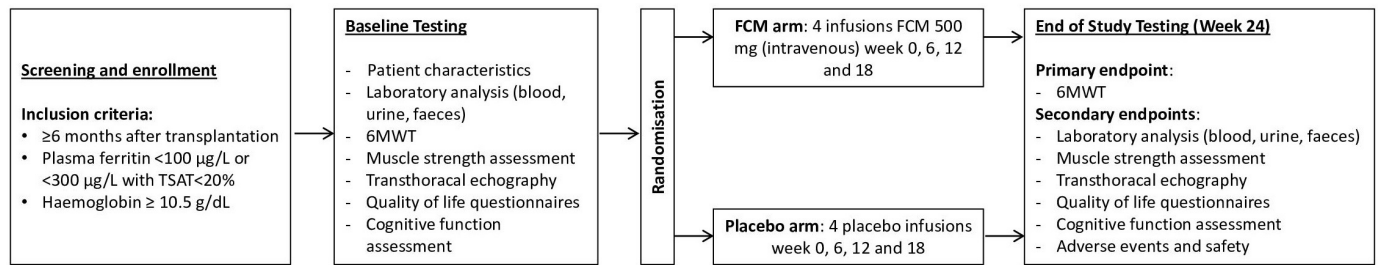 Screening and enrollment
Inclusion criteria:
• ≥6 months after transplantation
• Plasma ferritin <100 µg/L or
<300 µg/L with TSAT<20%
• Haemoglobin ≥ 10.5 g/dL
Baseline Testing
- Patient characteristics
- Laboratory analysis (blood,
urine, faeces)
- 6MWT
- Muscle strength assessment
- Transthoracal echography
- Quality of life questionnaires
- Cognitive function
assessment
Randomisation
FCM arm: 4 infusions FCM 500
mg (intravenous) week 0, 6, 12
and 18
Placebo arm: 4 placebo infusions
week 0, 6, 12 and 18
End of Study Testing (Week 24)
Primary endpoint:
- 6MWT
Secondary endpoints:
- Laboratory analysis (blood, urine, faeces)
- Muscle strength assessment
- Transthoracal echography
- Quality of life questionnaires
- Cognitive function assessment
- Adverse events and safety